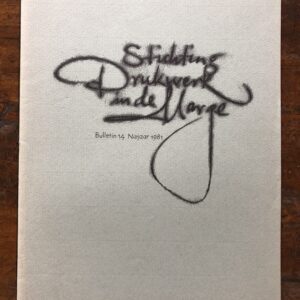 Stichting
Drukwerk
in de Marge
Bulletin 14 Najaar 1981